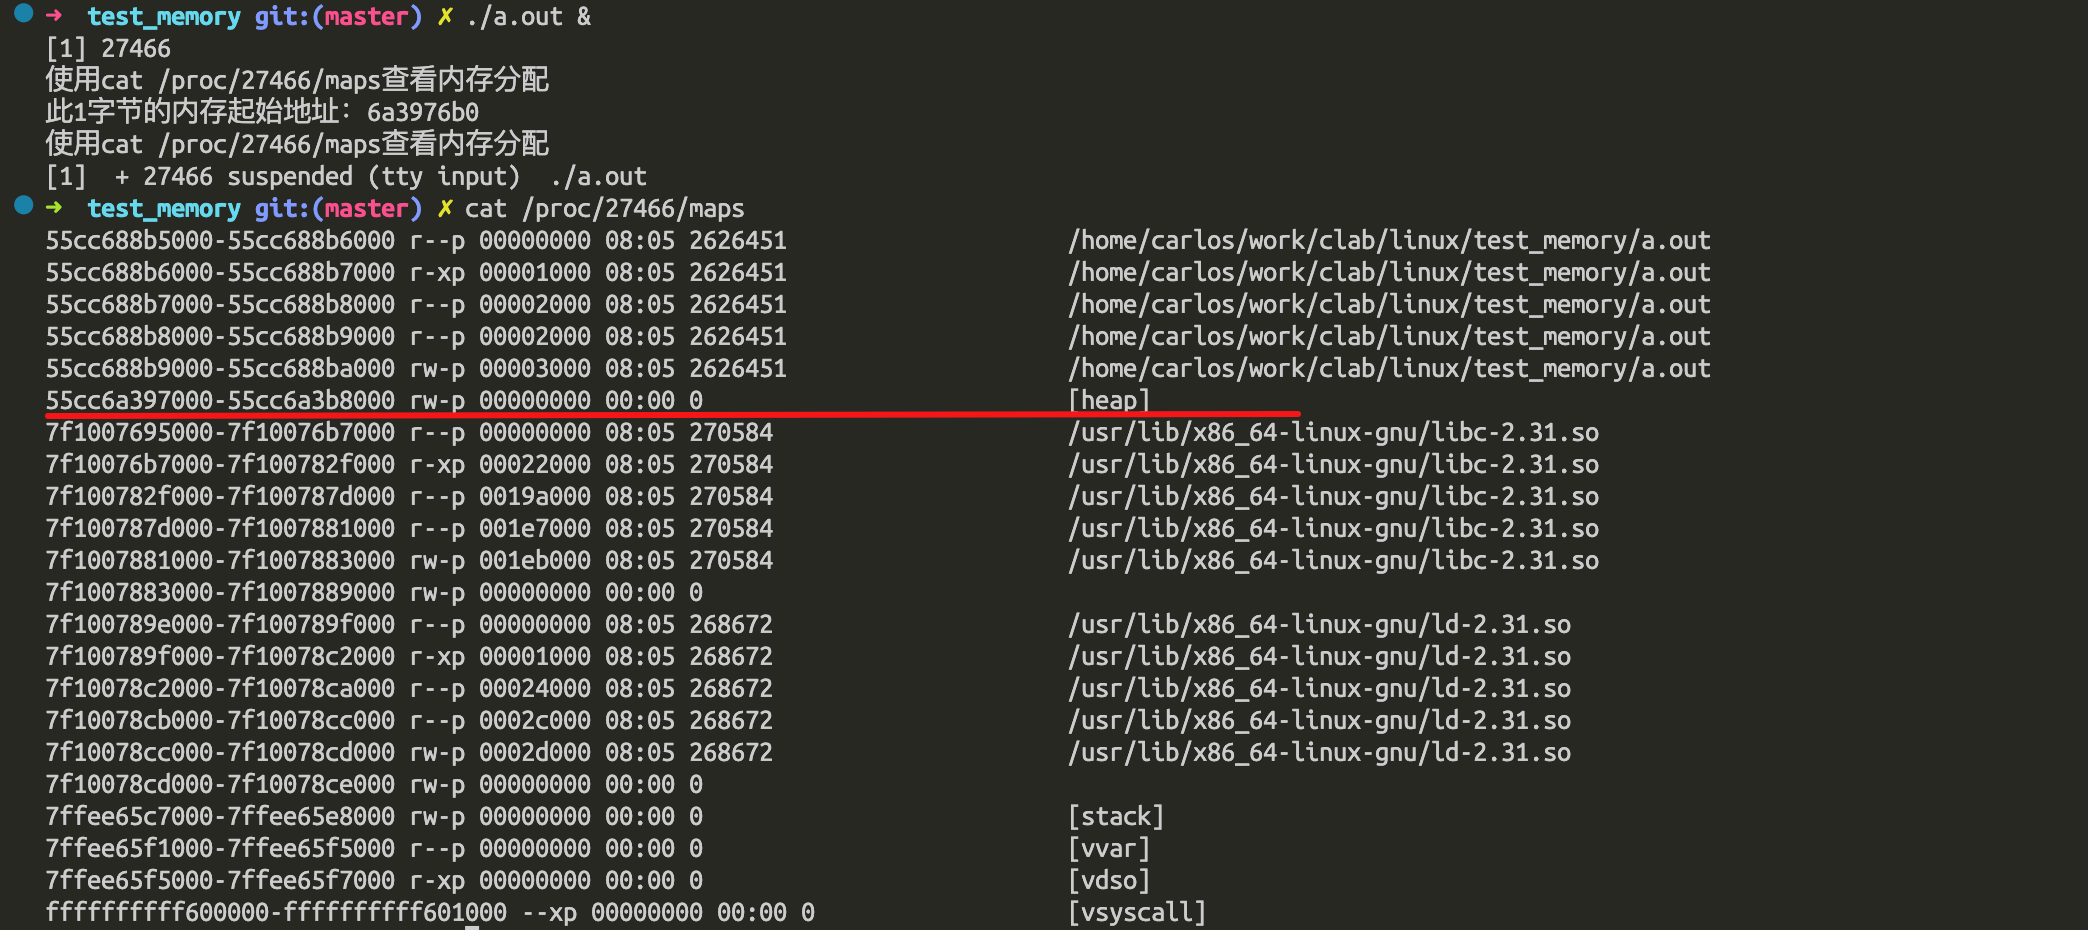 → test_memory git:(master) ✗ ./a.out &
[1] 27466
使用cat /proc/27466/maps查看内存分配
此1字节的内存起始地址：6a3976b0
使用cat /proc/27466/maps查看内存分配
[1]  + 27466 suspended (tty input)  ./a.out
→ test_memory git:(master) ✗ cat /proc/27466/maps
55cc688b5000-55cc688b6000 r--p 00000000 08:05 2626451 /home/carlos/work/clab/linux/test_memory/a.out
55cc688b6000-55cc688b7000 r-xp 00001000 08:05 2626451 /home/carlos/work/clab/linux/test_memory/a.out
55cc688b7000-55cc688b8000 r--p 00002000 08:05 2626451 /home/carlos/work/clab/linux/test_memory/a.out
55cc688b8000-55cc688b9000 r--p 00002000 08:05 2626451 /home/carlos/work/clab/linux/test_memory/a.out
55cc688b9000-55cc688ba000 rw-p 00003000 08:05 2626451 /home/carlos/work/clab/linux/test_memory/a.out
55cc6a397000-55cc6a3b8000 rw-p 00000000 00:00 0 [heap]
7f1007695000-7f10076b7000 r--p 00000000 08:05 270584 /usr/lib/x86_64-linux-gnu/libc-2.31.so
7f10076b7000-7f100782f000 r-xp 00022000 08:05 270584 /usr/lib/x86_64-linux-gnu/libc-2.31.so
7f100782f000-7f100787d000 r--p 0019a000 08:05 270584 /usr/lib/x86_64-linux-gnu/libc-2.31.so
7f100787d000-7f1007881000 r--p 001e7000 08:05 270584 /usr/lib/x86_64-linux-gnu/libc-2.31.so
7f1007881000-7f1007883000 rw-p 001eb000 08:05 270584 /usr/lib/x86_64-linux-gnu/libc-2.31.so
7f1007883000-7f1007889000 rw-p 00000000 00:00 0
7f100789e000-7f100789f000 r--p 00000000 08:05 268672 /usr/lib/x86_64-linux-gnu/ld-2.31.so
7f100789f000-7f10078c2000 r-xp 00001000 08:05 268672 /usr/lib/x86_64-linux-gnu/ld-2.31.so
7f10078c2000-7f10078ca000 r--p 00024000 08:05 268672 /usr/lib/x86_64-linux-gnu/ld-2.31.so
7f10078cb000-7f10078cc000 r--p 0002c000 08:05 268672 /usr/lib/x86_64-linux-gnu/ld-2.31.so
7f10078cc000-7f10078cd000 rw-p 0002d000 08:05 268672 /usr/lib/x86_64-linux-gnu/ld-2.31.so
7f10078cd000-7f10078ce000 rw-p 00000000 00:00 0
7ffee65c7000-7ffee65e8000 rw-p 00000000 00:00 0 [stack]
7ffee65f1000-7ffee65f5000 r--p 00000000 00:00 0 [vvar]
7ffee65f5000-7ffee65f7000 r-xp 00000000 00:00 0 [vdso]
ffffffffff600000-ffffffffff601000 --xp 00000000 00:00 0 [vsyscall]